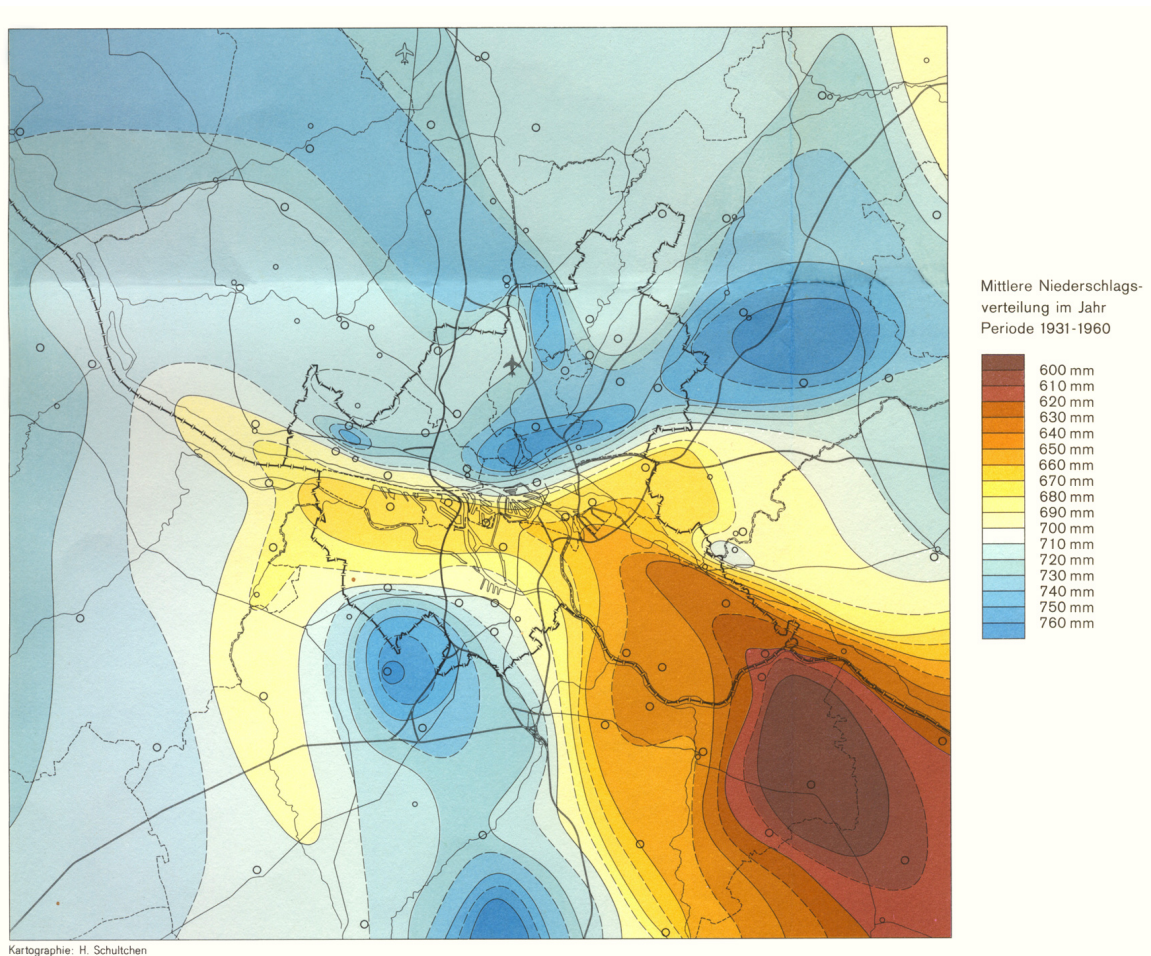 Mittlere Niederschlags-
verteilung im Jahr
Periode 1931-1960
600 mm
610 mm
620 mm
630 mm
640 mm
650 mm
660 mm
670 mm
680 mm
690 mm
700 mm
710 mm
720 mm
730 mm
740 mm
750 mm
760 mm
Kartographie: H. Schultchen